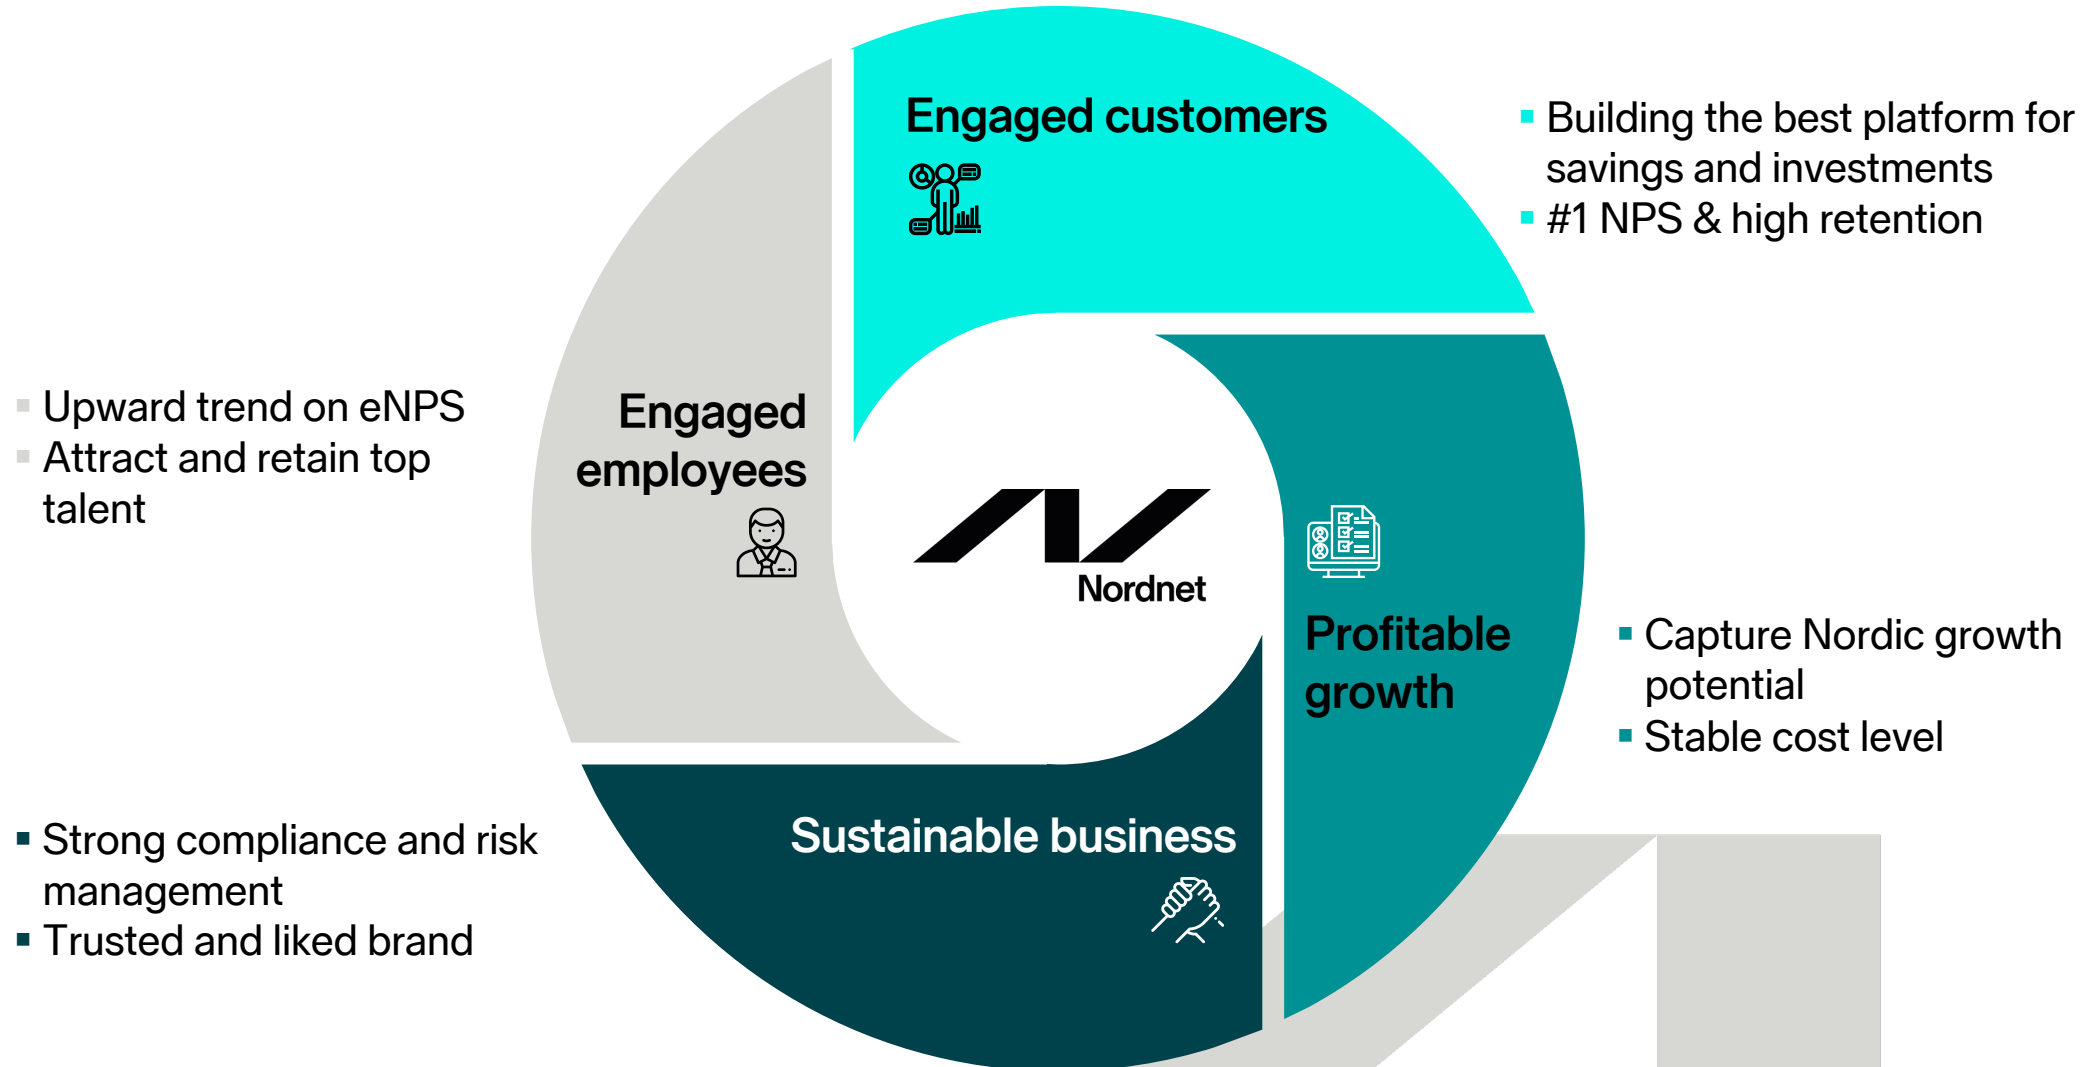 Engaged customers
▪ Building the best platform for
savings and investments
▪ #1 NPS & high retention
▪ Upward trend on eNPS
▪ Attract and retain top
talent
Engaged
employees
Nordnet
Profitable
growth
▪ Capture Nordic growth
potential
▪ Stable cost level
Sustainable business
▪ Strong compliance and risk
management
▪ Trusted and liked brand